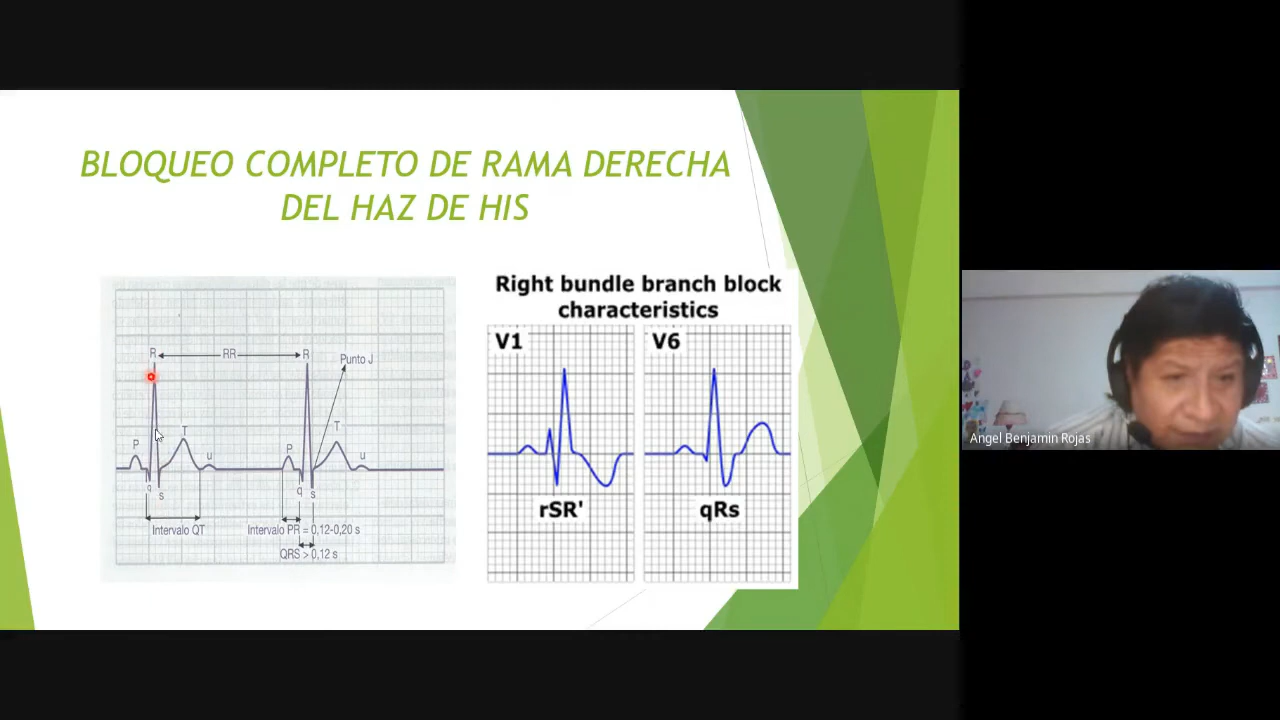 BLOQUEO COMPLETO DE RAMA DERECHA
DEL HAZ DE HIS
R
RR
R
Punto J
P
T
u
q
s
P
T
u
q
s
Intervalo QT
Intervalo PR = 0,12-0,20 s
QRS > 0,12 s
Right bundle branch block
characteristics
V1
V6
rSR'
qRs
Angel Benjamin Rojas